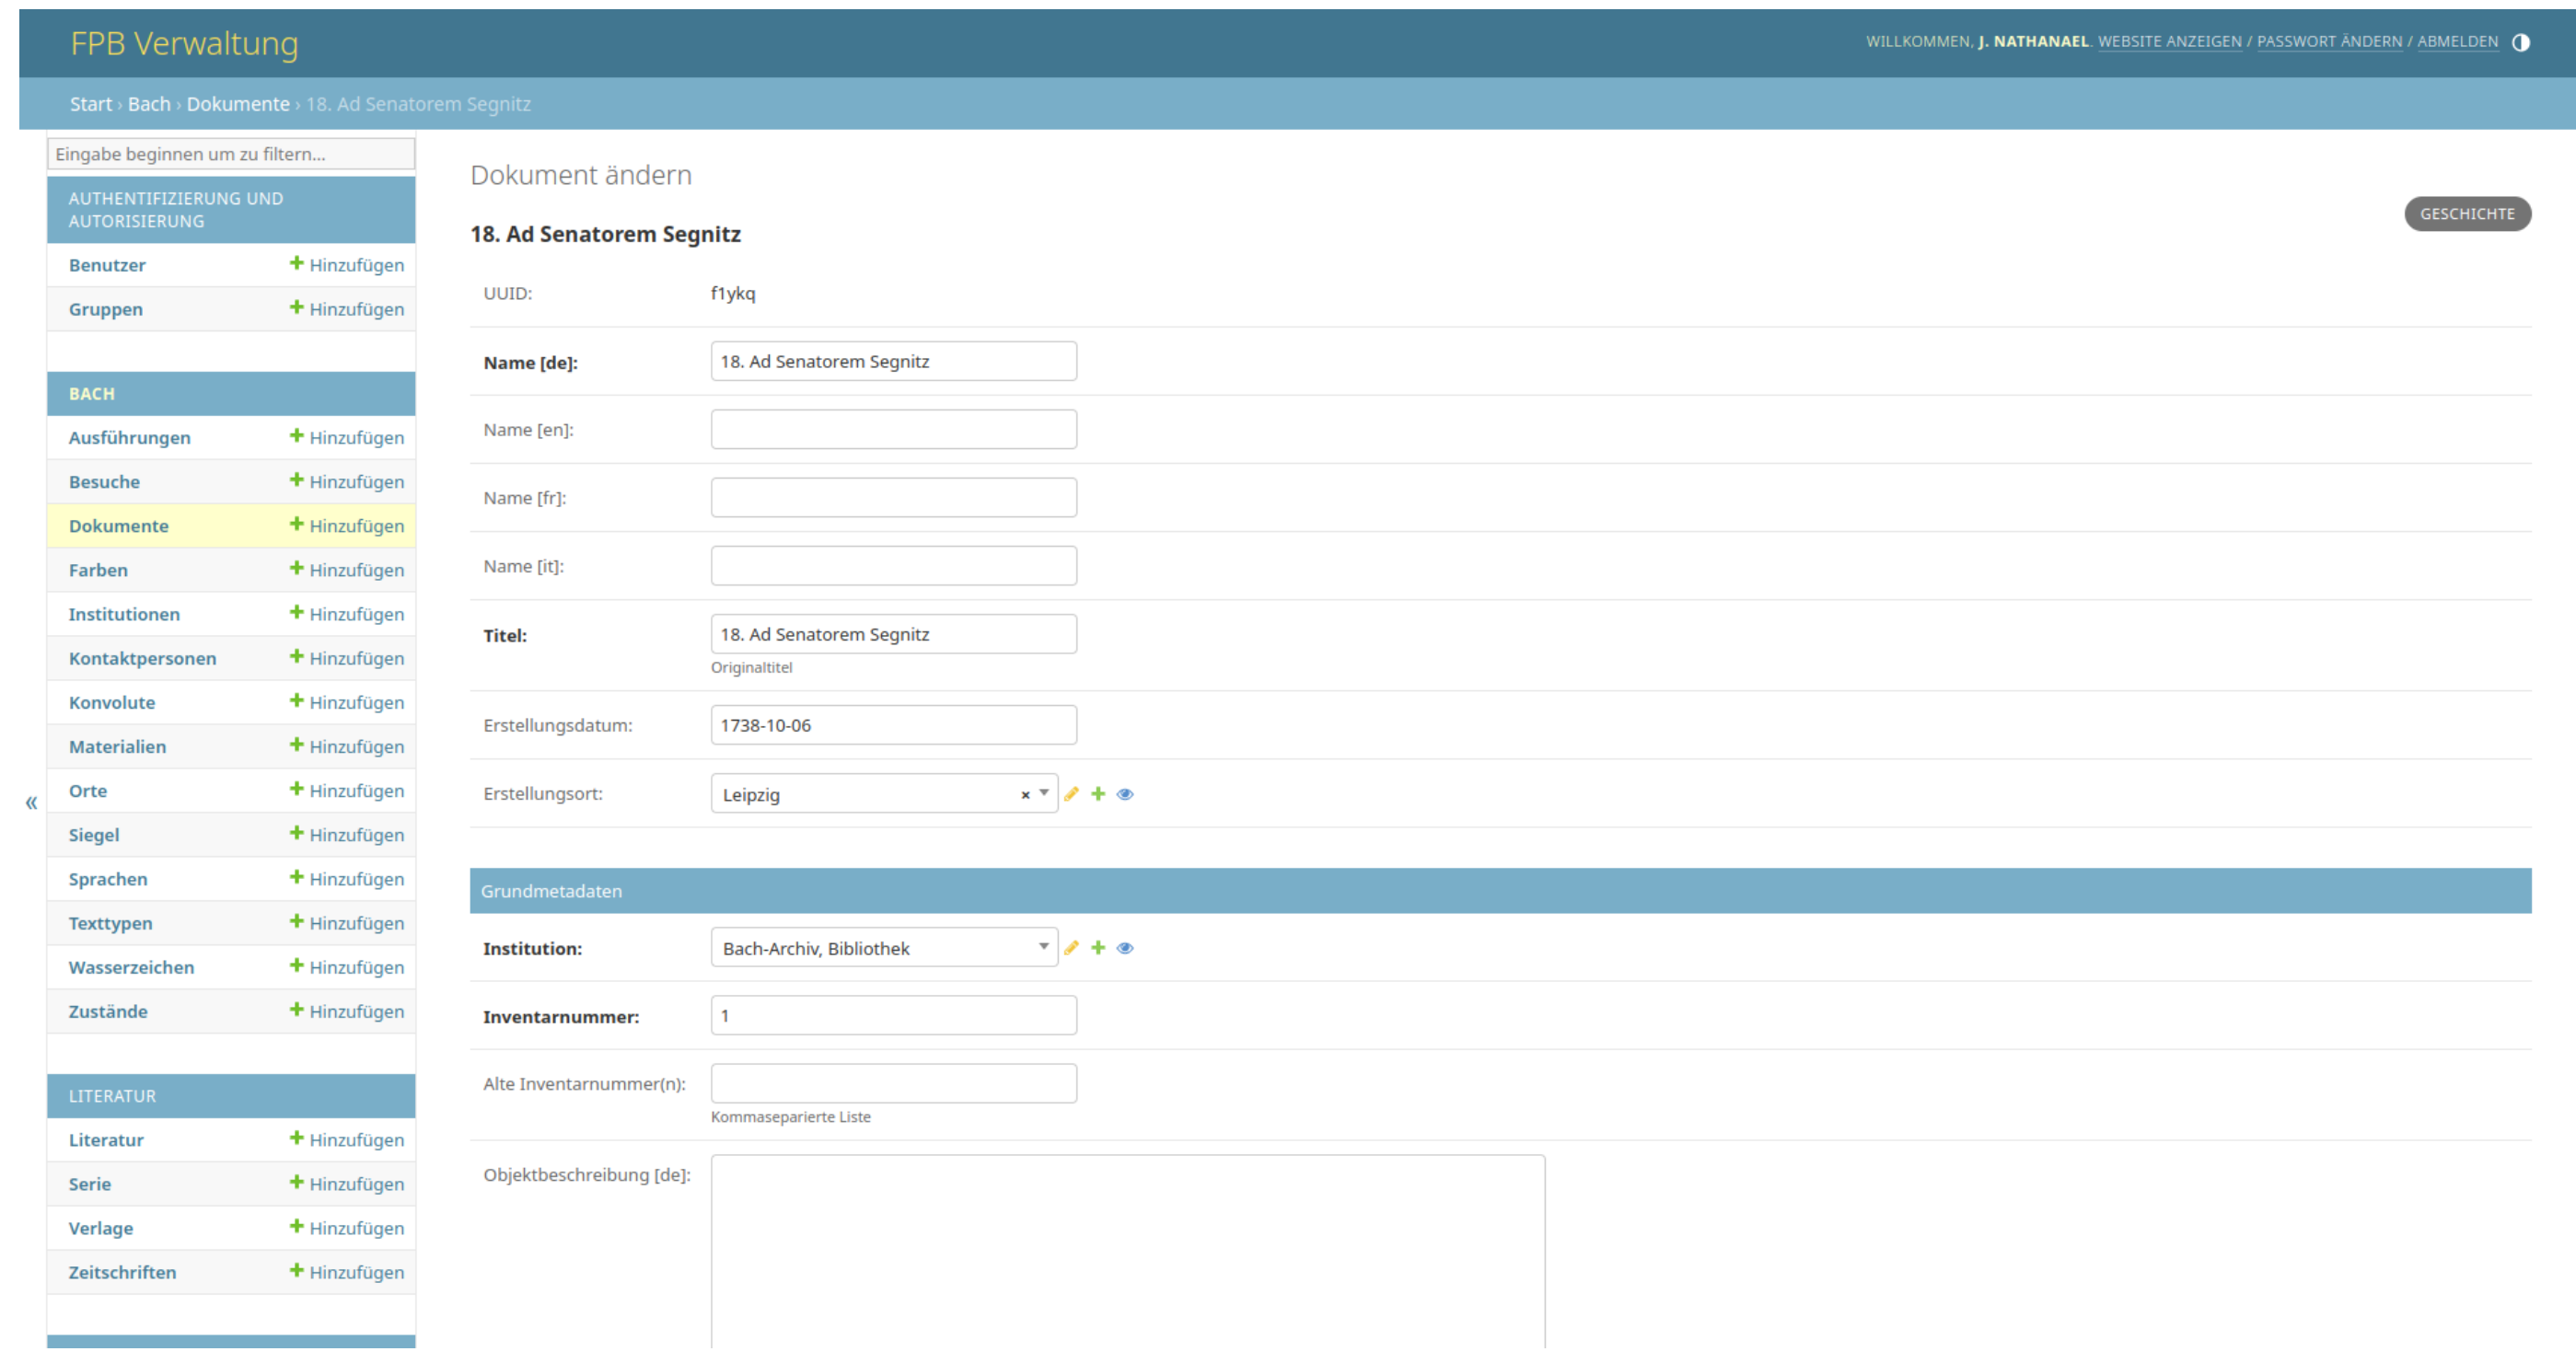 FPB Verwaltung
WILLKOMMEN, J. NATHANAEL. WEBSITE ANZEIGEN / PASSWORT ÄNDERN / ABMELDEN
Start › Bach › Dokumente › 18. Ad Senatorem Segnitz
Eingabe beginnen um zu filtern...
AUTHENTIFIZIERUNG UND
AUTORISIERUNG
Benutzer Hinzufügen
Gruppen Hinzufügen
BACH
Ausführungen Hinzufügen
Besuche Hinzufügen
Dokumente Hinzufügen
Farben Hinzufügen
Institutionen Hinzufügen
Kontaktpersonen Hinzufügen
Konvolute Hinzufügen
Materialien Hinzufügen
Orte Hinzufügen
Siegel Hinzufügen
Sprachen Hinzufügen
Texttypen Hinzufügen
Wasserzeichen Hinzufügen
Zustände Hinzufügen
LITERATUR
Literatur Hinzufügen
Serie Hinzufügen
Verlage Hinzufügen
Zeitschriften Hinzufügen
«
Dokument ändern
GESCHICHTE
18. Ad Senatorem Segnitz
UUID: f1ykq
Name [de]: 18. Ad Senatorem Segnitz
Name [en]:
Name [fr]:
Name [it]:
Titel: 18. Ad Senatorem Segnitz
Originaltitel
Erstellungsdatum: 1738-10-06
Erstellungsort: Leipzig ×
Grundmetadaten
Institution: Bach-Archiv, Bibliothek
Inventarnummer: 1
Alte Inventarnummer(n):
Kommaseparierte Liste
Objektbeschreibung [de]: